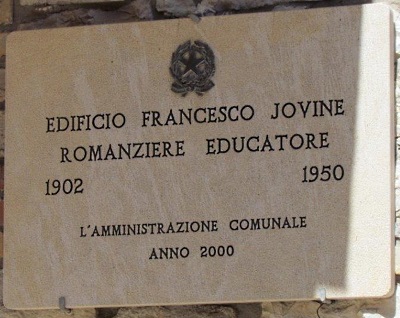 EDIFICIO FRANCESCO JOVINE
ROMANZIERE EDUCATORE
1902 1950
L'AMMINISTRAZIONE COMUNALE
ANNO 2000